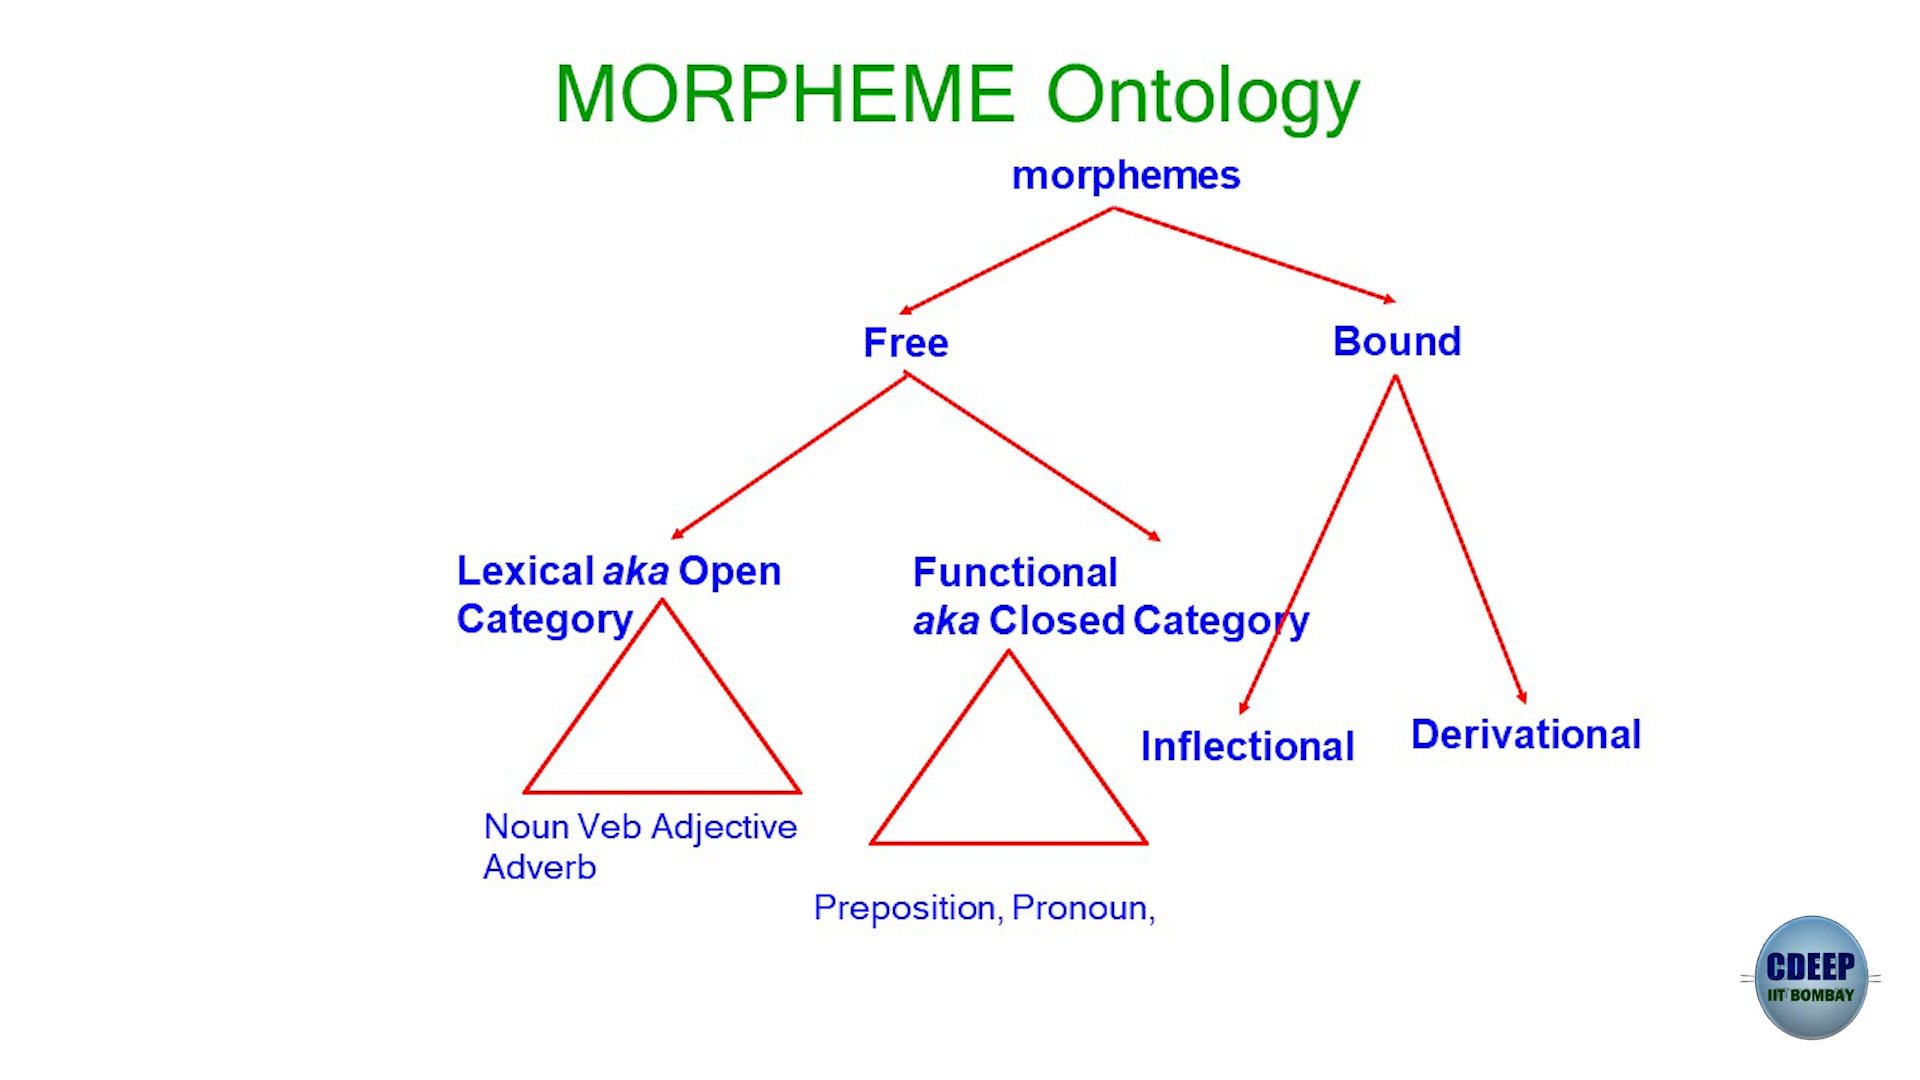 MORPHEME Ontology
morphemes
Free
Bound
Lexical aka Open
Category
Functional
aka Closed Category
Inflectional
Derivational
Noun Veb Adjective
Adverb
Preposition, Pronoun,
CDEEP
IIT BOMBAY